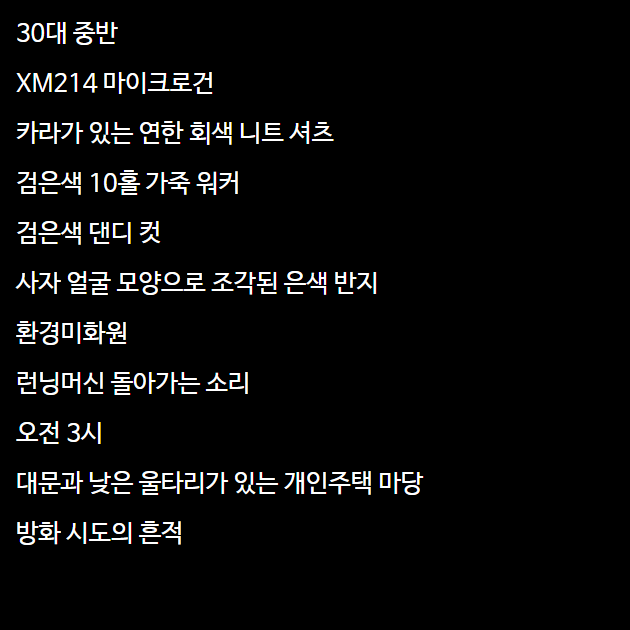 30대 중반
XM214 마이크로건
카라가 있는 연한 회색 니트 셔츠
검은색 10홀 가죽 워커
검은색 댄디 컷
사자 얼굴 모양으로 조각된 은색 반지
환경미화원
런닝머신 돌아가는 소리
오전 3시
대문과 낮은 울타리가 있는 개인주택 마당
방화 시도의 흔적